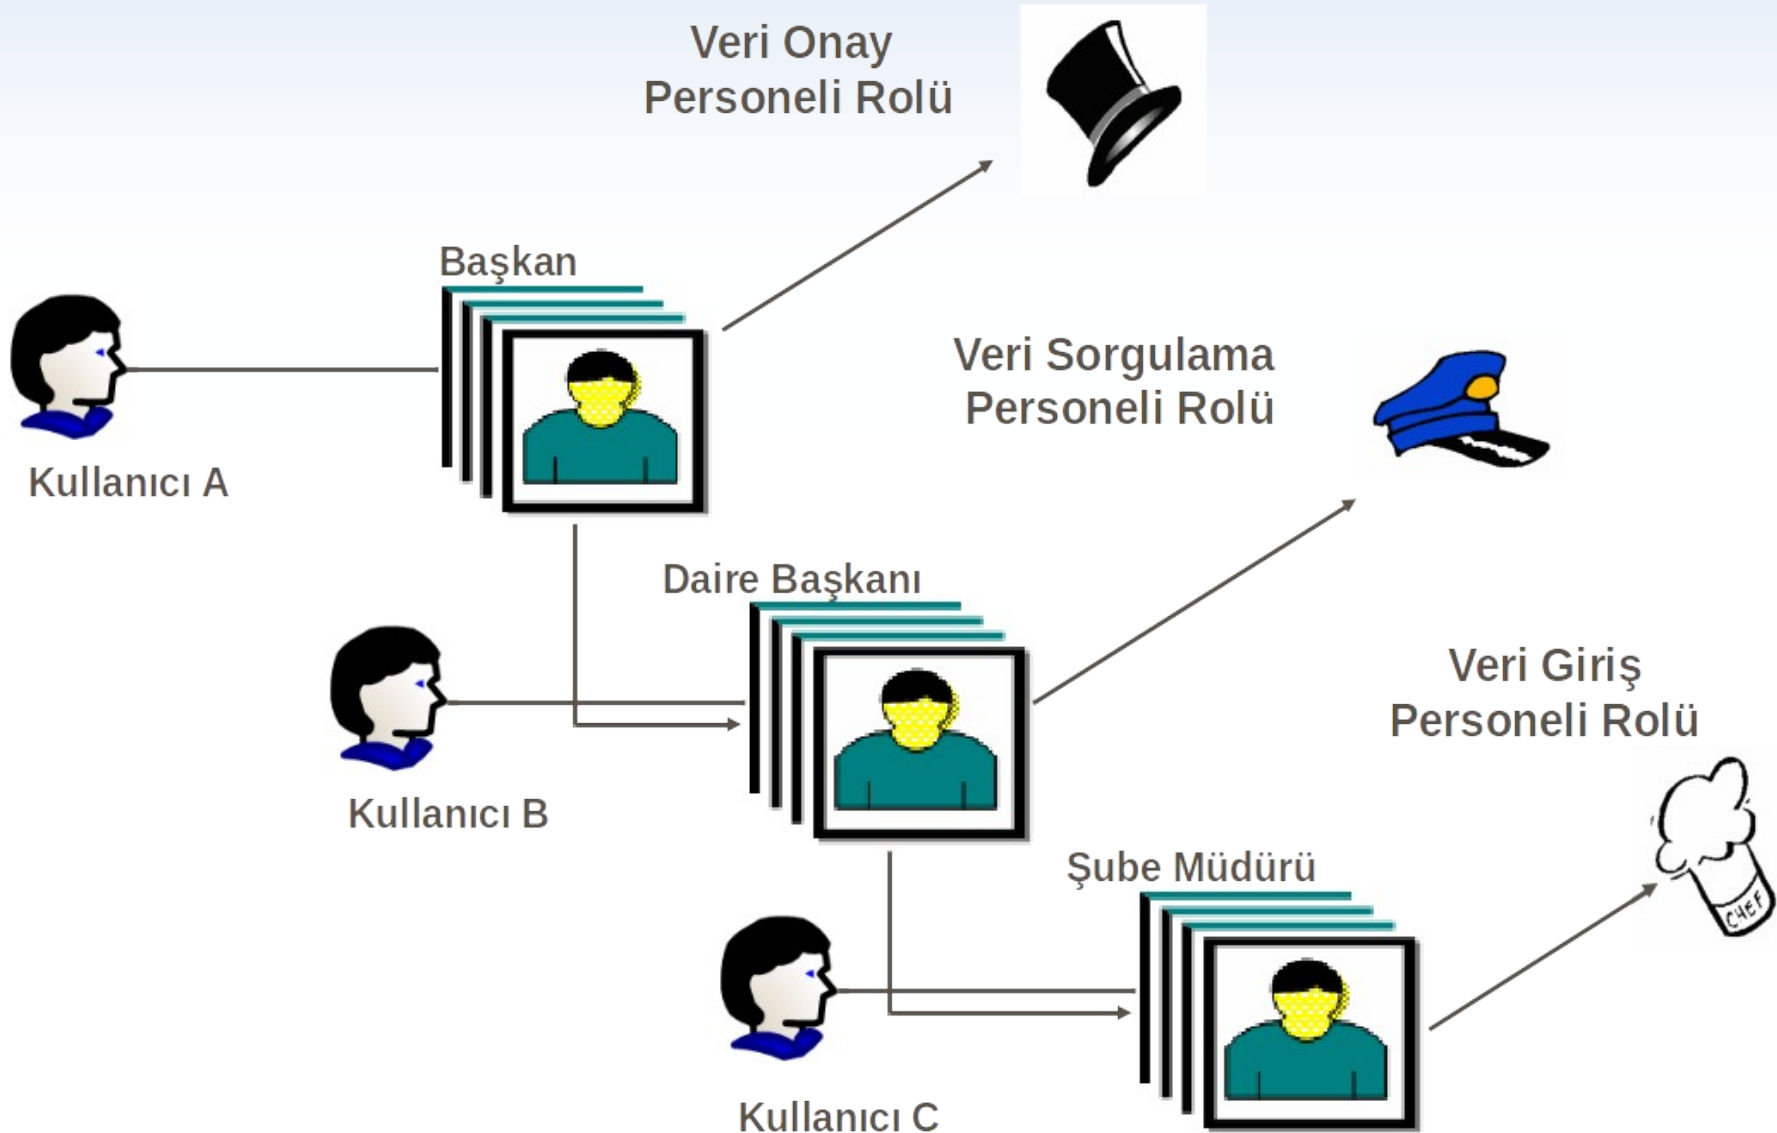 Veri Onay
Personeli Rolü
Başkan
Kullanıcı A
Veri Sorgulama
Personeli Rolü
Daire Başkanı
Kullanıcı B
Veri Giriş
Personeli Rolü
CHEF
Şube Müdürü
Kullanıcı C